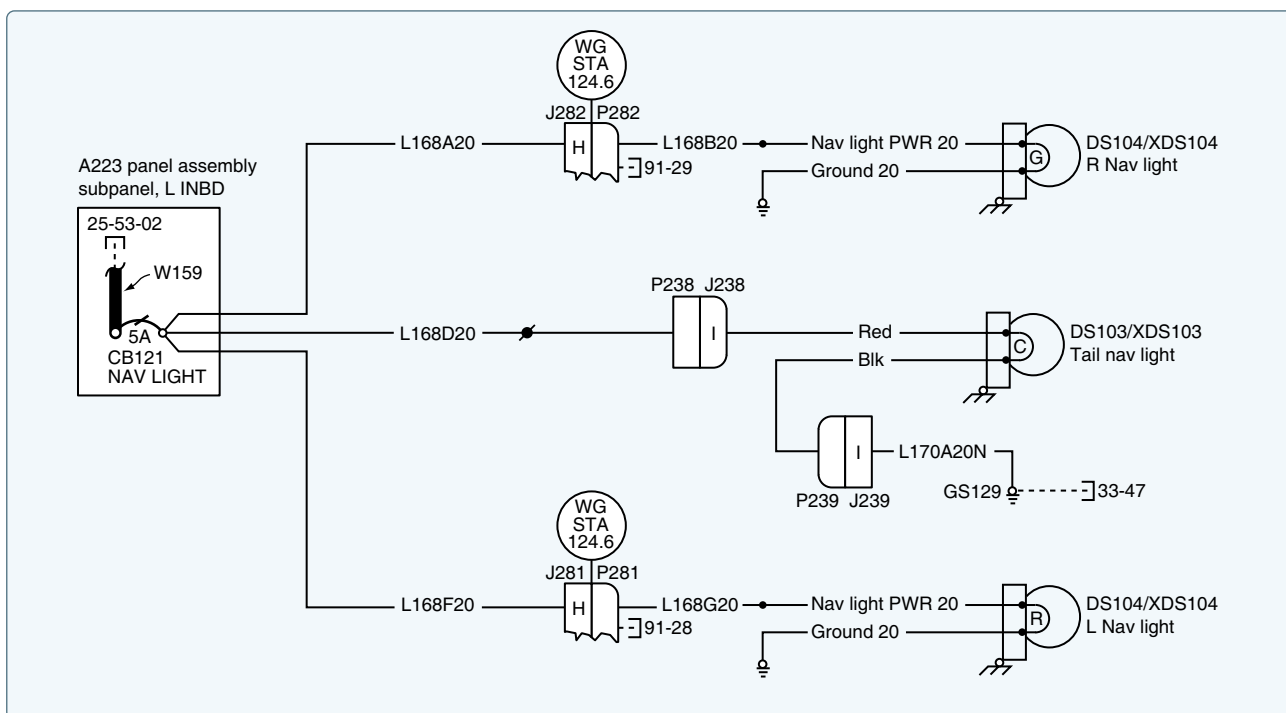 WG
STA
124.6
J282 P282
L168A20
H
L168B20
91-29
Nav light PWR 20
Ground 20
G
DS104/XDS104
R Nav light
A223 panel assembly
subpanel, L INBD
25-53-02
W159
5A
CB121
NAV LIGHT
L168D20
P238 J238
I
Red
Blk
C
DS103/XDS103
Tail nav light
I
L170A20N
P239 J239
GS129
33-47
WG
STA
124.6
J281 P281
L168F20
H
L168G20
91-28
Nav light PWR 20
Ground 20
R
DS104/XDS104
L Nav light